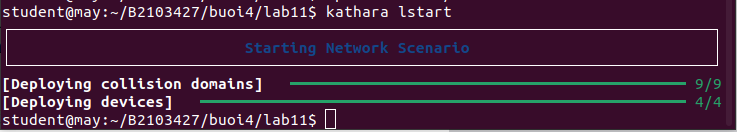 student@may:~/B2103427/buoi4/lab11$ kathara lstart
Starting Network Scenario
[Deploying collision domains] 9/9
[Deploying devices] 4/4
student@may:~/B2103427/buoi4/lab11$